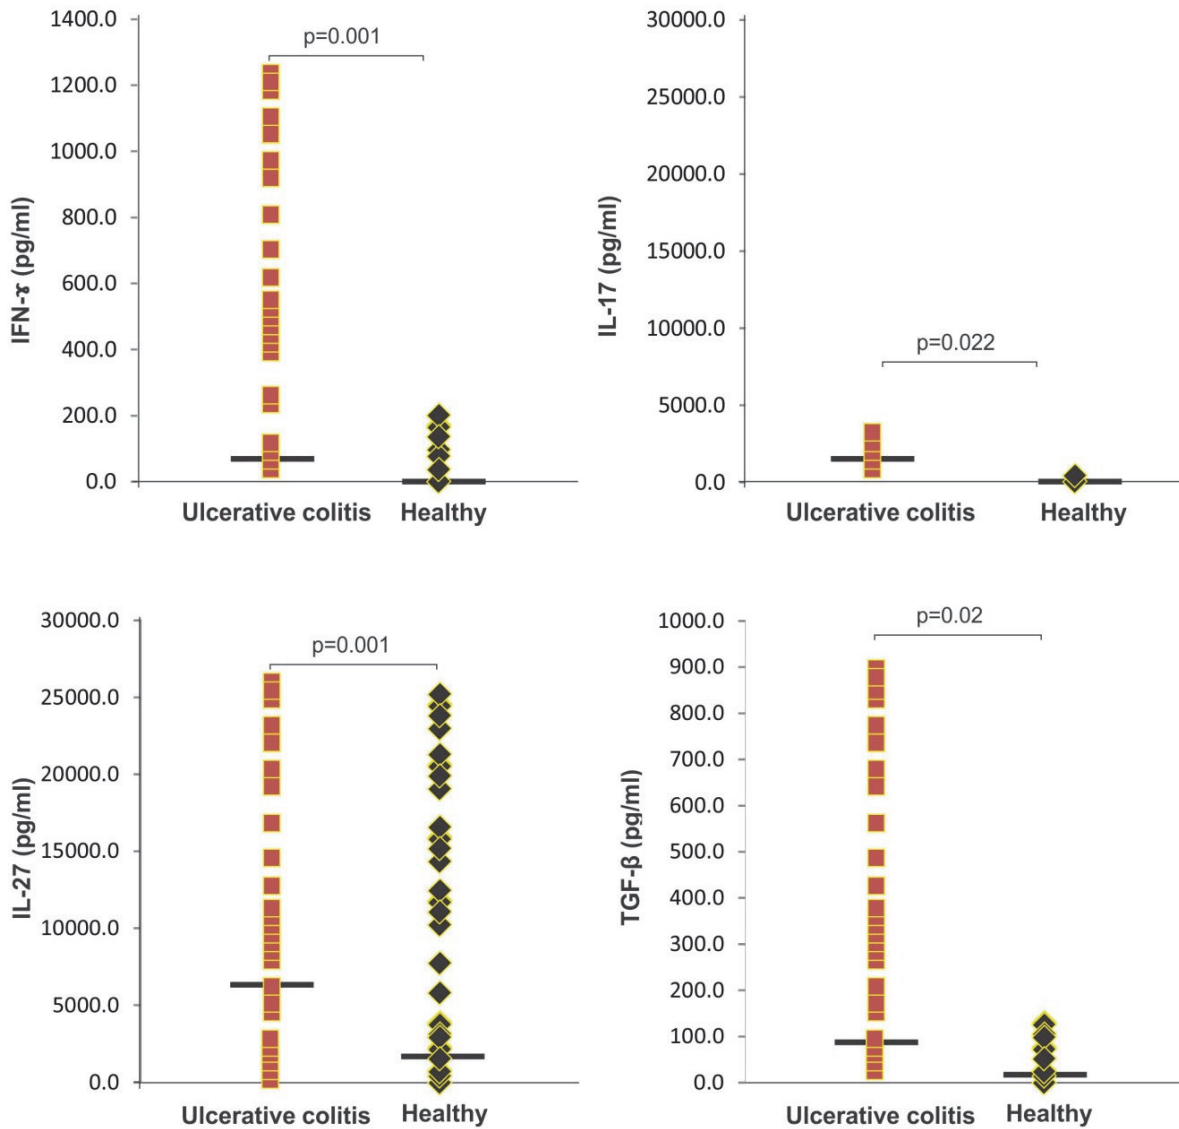 1400.0
1200.0
1000.0
800.0
600.0
400.0
200.0
0.0
IFN-ɤ (pg/ml)
p=0.001
Ulcerative colitis Healthy
30000.0
25000.0
20000.0
15000.0
10000.0
5000.0
0.0
IL-17 (pg/ml)
p=0.022
Ulcerative colitis Healthy
30000.0
25000.0
20000.0
15000.0
10000.0
5000.0
0.0
IL-27 (pg/ml)
p=0.001
Ulcerative colitis Healthy
1000.0
900.0
800.0
700.0
600.0
500.0
400.0
300.0
200.0
100.0
0.0
TGF-β (pg/ml)
p=0.02
Ulcerative colitis Healthy